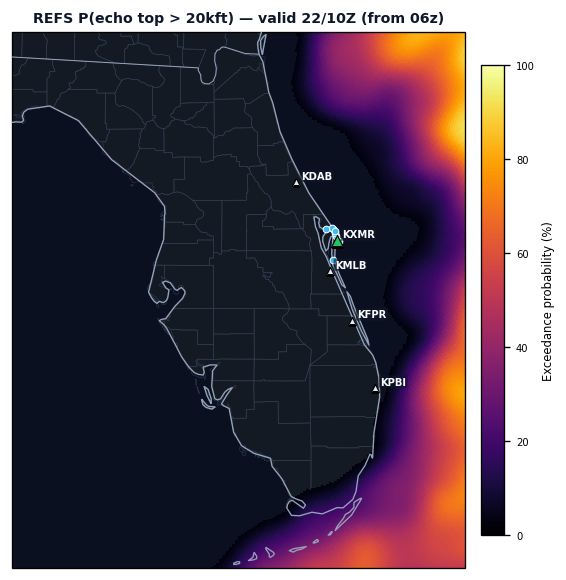 REFS P(echo top > 20kft) — valid 22/10Z (from 06z)
KDAB
KXMR
KMLB
KFPR
KPBI
100
80
60
40
20
0
Exceedance probability (%)